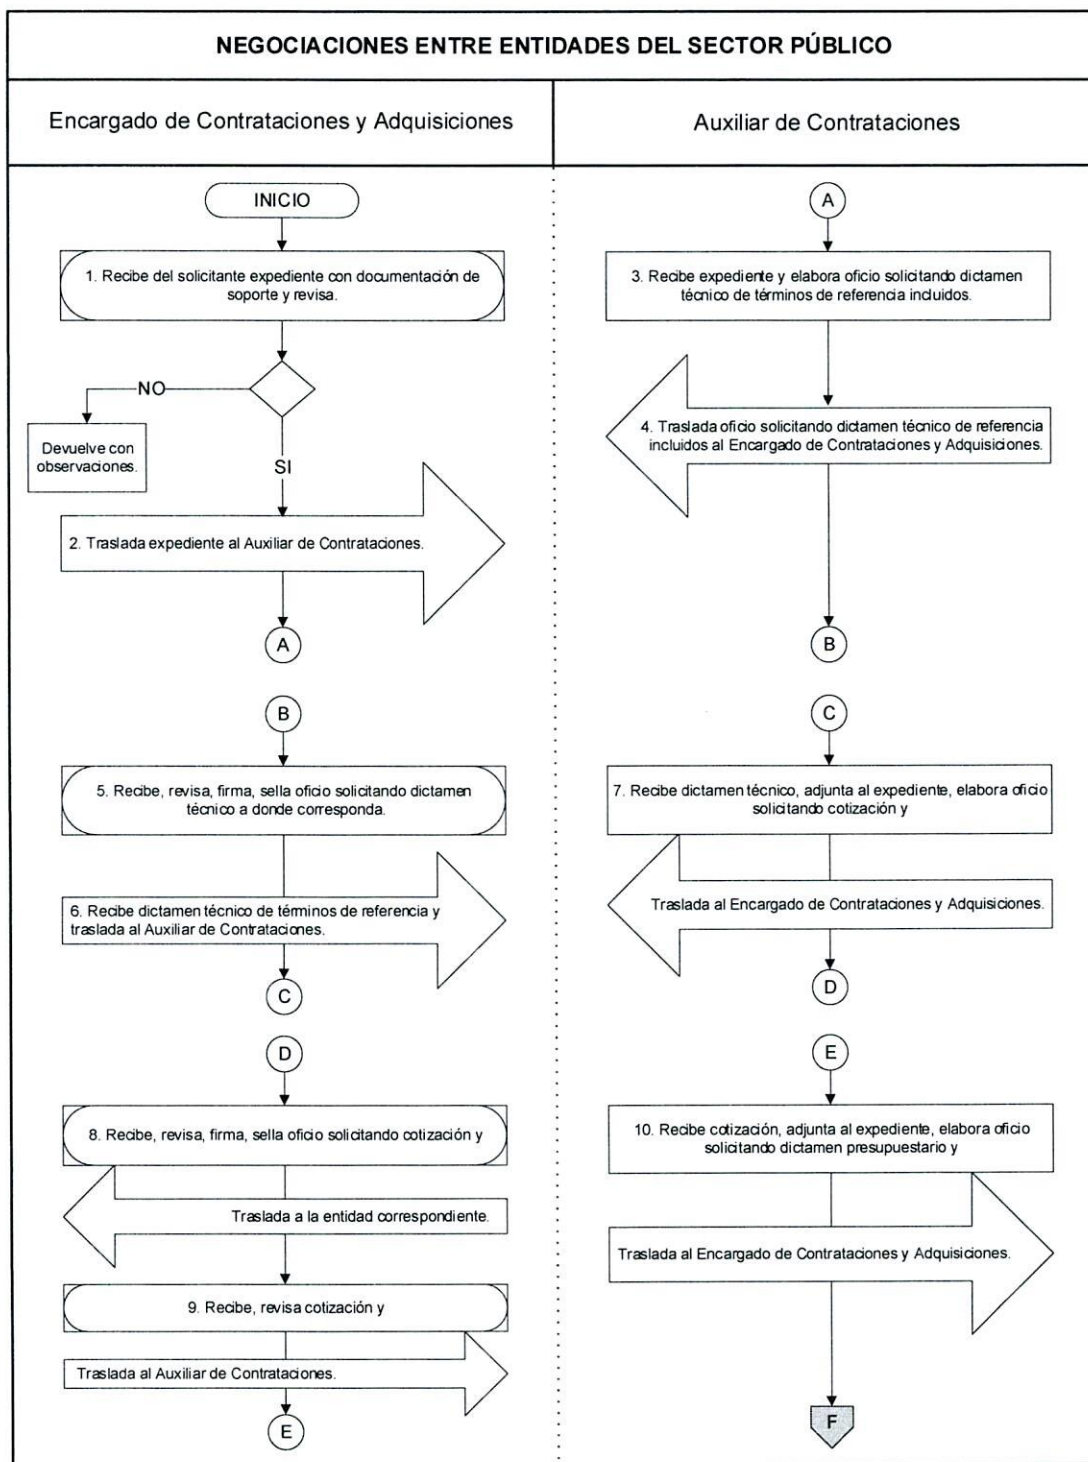 NEGOCIACIONES ENTRE ENTIDADES DEL SECTOR PÚBLICO
Encargado de Contrataciones y Adquisiciones
Auxiliar de Contrataciones
INICIO
1. Recibe del solicitante expediente con documentación de
soporte y revisa.
NO
Devuelve con
observaciones.
SI
2. Traslada expediente al Auxiliar de Contrataciones.
A
A
3. Recibe expediente y elabora oficio solicitando dictamen
técnico de términos de referencia incluidos.
4. Traslada oficio solicitando dictamen técnico de referencia
incluidos al Encargado de Contrataciones y Adquisiciones.
B
B
5. Recibe, revisa, firma, sella oficio solicitando dictamen
técnico a donde corresponda.
6. Recibe dictamen técnico de términos de referencia y
traslada al Auxiliar de Contrataciones.
C
C
7. Recibe dictamen técnico, adjunta al expediente, elabora oficio
solicitando cotización y
Traslada al Encargado de Contrataciones y Adquisiciones.
D
D
8. Recibe, revisa, firma, sella oficio solicitando cotización y
Traslada a la entidad correspondiente.
9. Recibe, revisa cotización y
Traslada al Auxiliar de Contrataciones.
E
E
10. Recibe cotización, adjunta al expediente, elabora oficio
solicitando dictamen presupuestario y
Traslada al Encargado de Contrataciones y Adquisiciones.
F